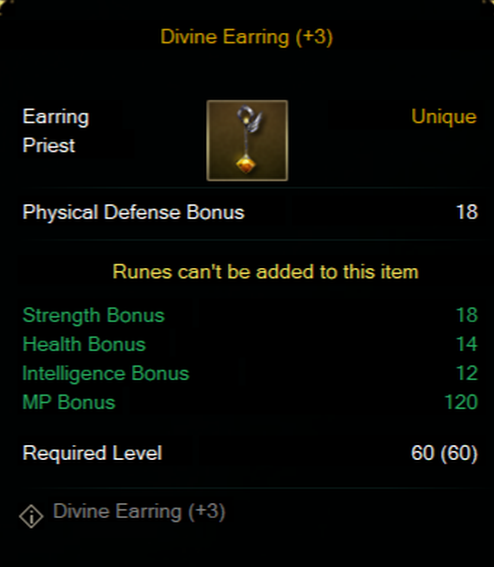 Divine Earring (+3)
Earring Unique
Priest
Physical Defense Bonus 18
Runes can't be added to this item
Strength Bonus 18
Health Bonus 14
Intelligence Bonus 12
MP Bonus 120
Required Level 60 (60)
Divine Earring (+3)